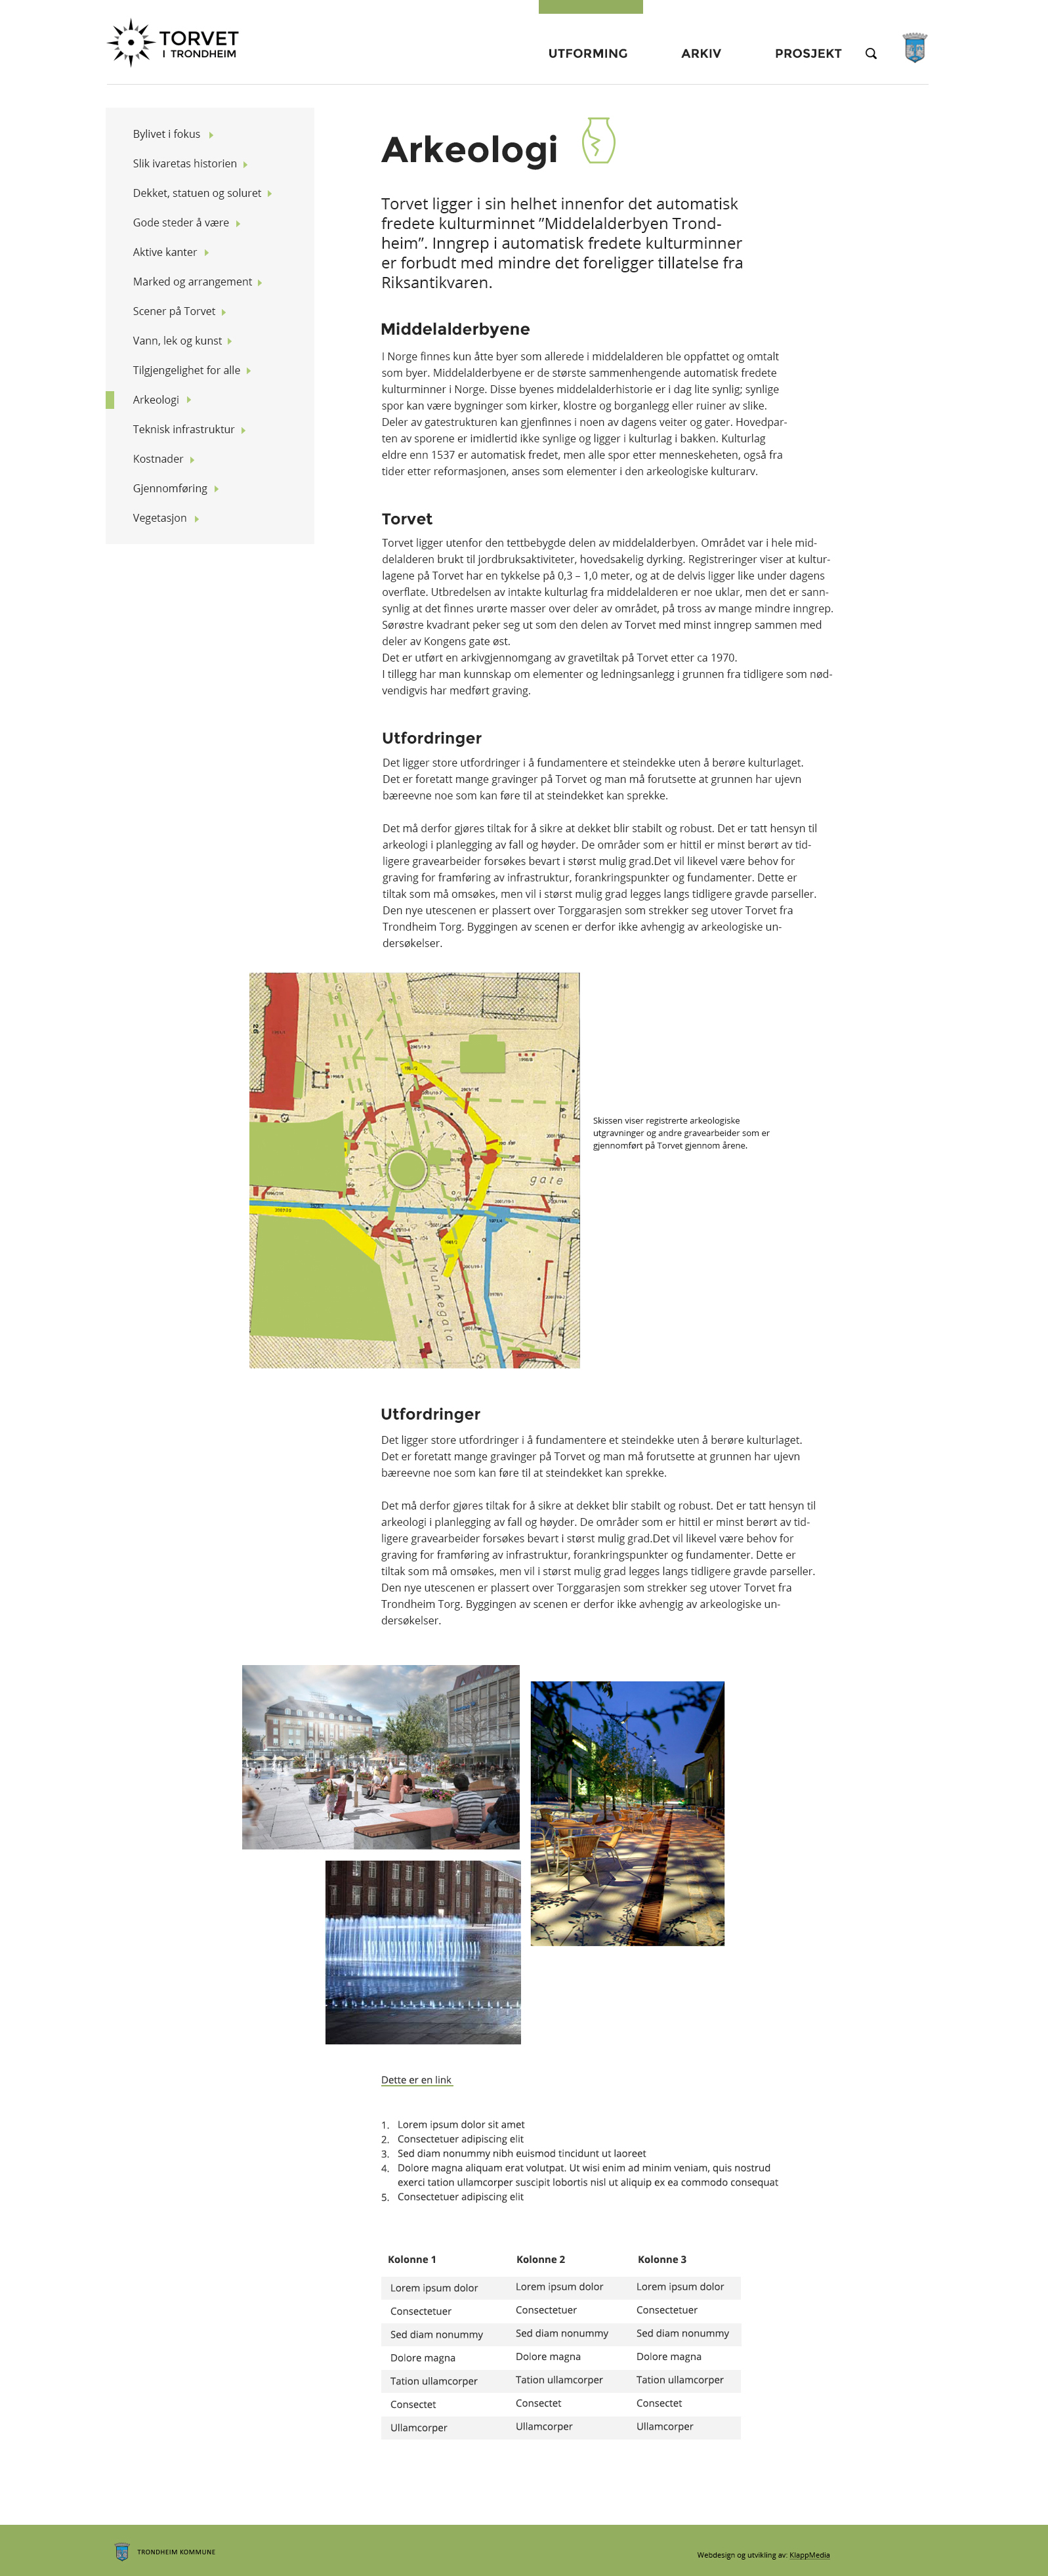 TORVET
I TRONDHEIM
UTFORMING
ARKIV
PROSJEKT
Bylivet i fokus
Slik ivaretas historien
Dekket, statuen og soluret
Gode steder å være
Aktive kanter
Marked og arrangement
Scener på Torvet
Vann, lek og kunst
Tilgjengelighet for alle
Arkeologi
Teknisk infrastruktur
Kostnader
Gjennomføring
Vegetasjon
Arkeologi
Torvet ligger i sin helhet innenfor det automatisk
fredete kulturminnet ”Middelalderbyen Trond-
heim”. Inngrep i automatisk fredete kulturminner
er forbudt med mindre det foreligger tillatelse fra
Riksantikvaren.
Middelalderbyene
I Norge finnes kun åtte byer som allerede i middelalderen ble oppfattet og omtalt
som byer. Middelalderbyene er de største sammenhengende automatisk fredete
kulturminner i Norge. Disse byenes middelalderhistorie er i dag lite synlig; synlige
spor kan være bygninger som kirker, klostre og borganlegg eller ruiner av slike.
Deler av gatestrukturen kan gjenfinnes i noen av dagens veiter og gater. Hovedpar-
ten av sporene er imidlertid ikke synlige og ligger i kulturlag i bakken. Kulturlag
eldre enn 1537 er automatisk fredet, men alle spor etter menneskeheten, også fra
tider etter reformasjonen, anses som elementer i den arkeologiske kulturarv.
Torvet
Torvet ligger utenfor den tettbebygde delen av middelalderbyen. Området var i hele mid-
delalderen brukt til jordbruksaktiviteter, hovedsakelig dyrking. Registreringer viser at kultur-
lagene på Torvet har en tykkelse på 0,3 – 1,0 meter, og at de delvis ligger like under dagens
overflate. Utbredelsen av intakte kulturlag fra middelalderen er noe uklar, men det er sann-
synlig at det finnes urørte masser over deler av området, på tross av mange mindre inngrep.
Sørøstre kvadrant peker seg ut som den delen av Torvet med minst inngrep sammen med
deler av Kongens gate øst.
Det er utført en arkivgjennomgang av gravetiltak på Torvet etter ca 1970.
I tillegg har man kunnskap om elementer og ledningsanlegg i grunnen fra tidligere som nød-
vendigvis har medført graving.
Utfordringer
Det ligger store utfordringer i å fundamentere et steindekke uten å berøre kulturlaget.
Det er foretatt mange gravinger på Torvet og man må forutsette at grunnen har ujevn
bæreevne noe som kan føre til at steindekket kan sprekke.
Det må derfor gjøres tiltak for å sikre at dekket blir stabilt og robust. Det er tatt hensyn til
arkeologi i planlegging av fall og høyder. De områder som er hittil er minst berørt av tid-
ligere gravearbeider forsøkes bevart i størst mulig grad.Det vil likevel være behov for
graving for framføring av infrastruktur, forankringspunkter og fundamenter. Dette er
tiltak som må omsøkes, men vil i størst mulig grad legges langs tidligere gravde parseller.
Den nye utescenen er plassert over Torggarasjen som strekker seg utover Torvet fra
Trondheim Torg. Byggingen av scenen er derfor ikke avhengig av arkeologiske un-
dersøkelser.
gate
Munkegata
Skissen viser registrerte arkeologiske
utgravninger og andre gravearbeider som er
gjennomført på Torvet gjennom årene.
Utfordringer
Det ligger store utfordringer i å fundamentere et steindekke uten å berøre kulturlaget.
Det er foretatt mange gravinger på Torvet og man må forutsette at grunnen har ujevn
bæreevne noe som kan føre til at steindekket kan sprekke.
Det må derfor gjøres tiltak for å sikre at dekket blir stabilt og robust. Det er tatt hensyn til
arkeologi i planlegging av fall og høyder. De områder som er hittil er minst berørt av tid-
ligere gravearbeider forsøkes bevart i størst mulig grad.Det vil likevel være behov for
graving for framføring av infrastruktur, forankringspunkter og fundamenter. Dette er
tiltak som må omsøkes, men vil i størst mulig grad legges langs tidligere gravde parseller.
Den nye utescenen er plassert over Torggarasjen som strekker seg utover Torvet fra
Trondheim Torg. Byggingen av scenen er derfor ikke avhengig av arkeologiske un-
dersøkelser.
Dette er en link
1. Lorem ipsum dolor sit amet
2. Consectetuer adipiscing elit
3. Sed diam nonummy nibh euismod tincidunt ut laoreet
4. Dolore magna aliquam erat volutpat. Ut wisi enim ad minim veniam, quis nostrud
exerci tation ullamcorper suscipit lobortis nisl ut aliquip ex ea commodo consequat
5. Consectetuer adipiscing elit
Kolonne 1 Kolonne 2 Kolonne 3
Lorem ipsum dolor Lorem ipsum dolor Lorem ipsum dolor
Consectetuer Consectetuer Consectetuer
Sed diam nonummy Sed diam nonummy Sed diam nonummy
Dolore magna Dolore magna Dolore magna
Tation ullamcorper Tation ullamcorper Tation ullamcorper
Consectet Consectet Consectet
Ullamcorper Ullamcorper Ullamcorper
TRONDHEIM KOMMUNE
Webdesign og utvikling av: KlappMedia